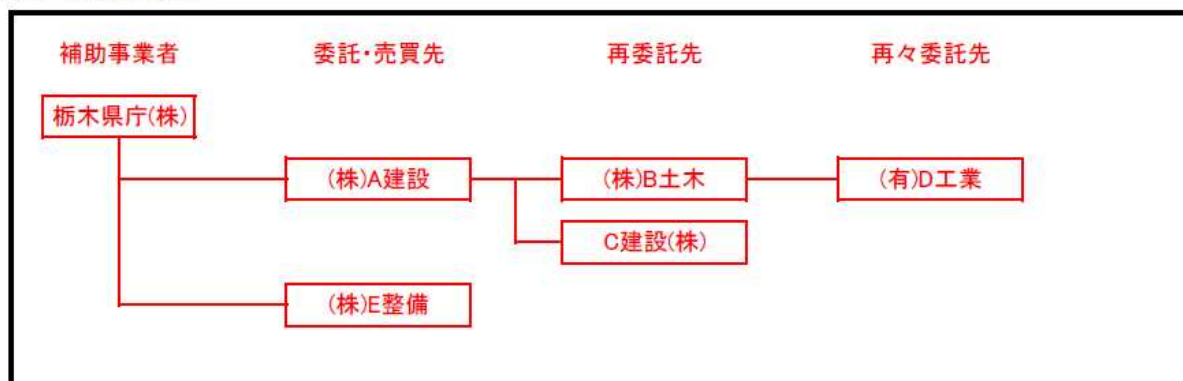 補助事業者 委託・売買先 再委託先 再々委託先
栃木県庁(株)
(株)A建設 (株)B土木 (有)D工業
C建設(株)
(株)E整備